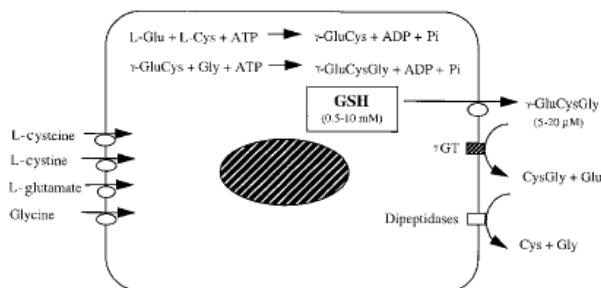 L-Glu + L-Cys + ATP → γ-GluCys + ADP + Pi
γ-GluCys + Gly + ATP → γ-GluCysGly + ADP + Pi
GSH
(0.5-10 mM)
γ-GluCysGly
(5-20 μM)
L-cysteine
L-cystine
L-glutamate
Glycine
γGT
CysGly + Glu
Dipeptidases
Cys + Gly